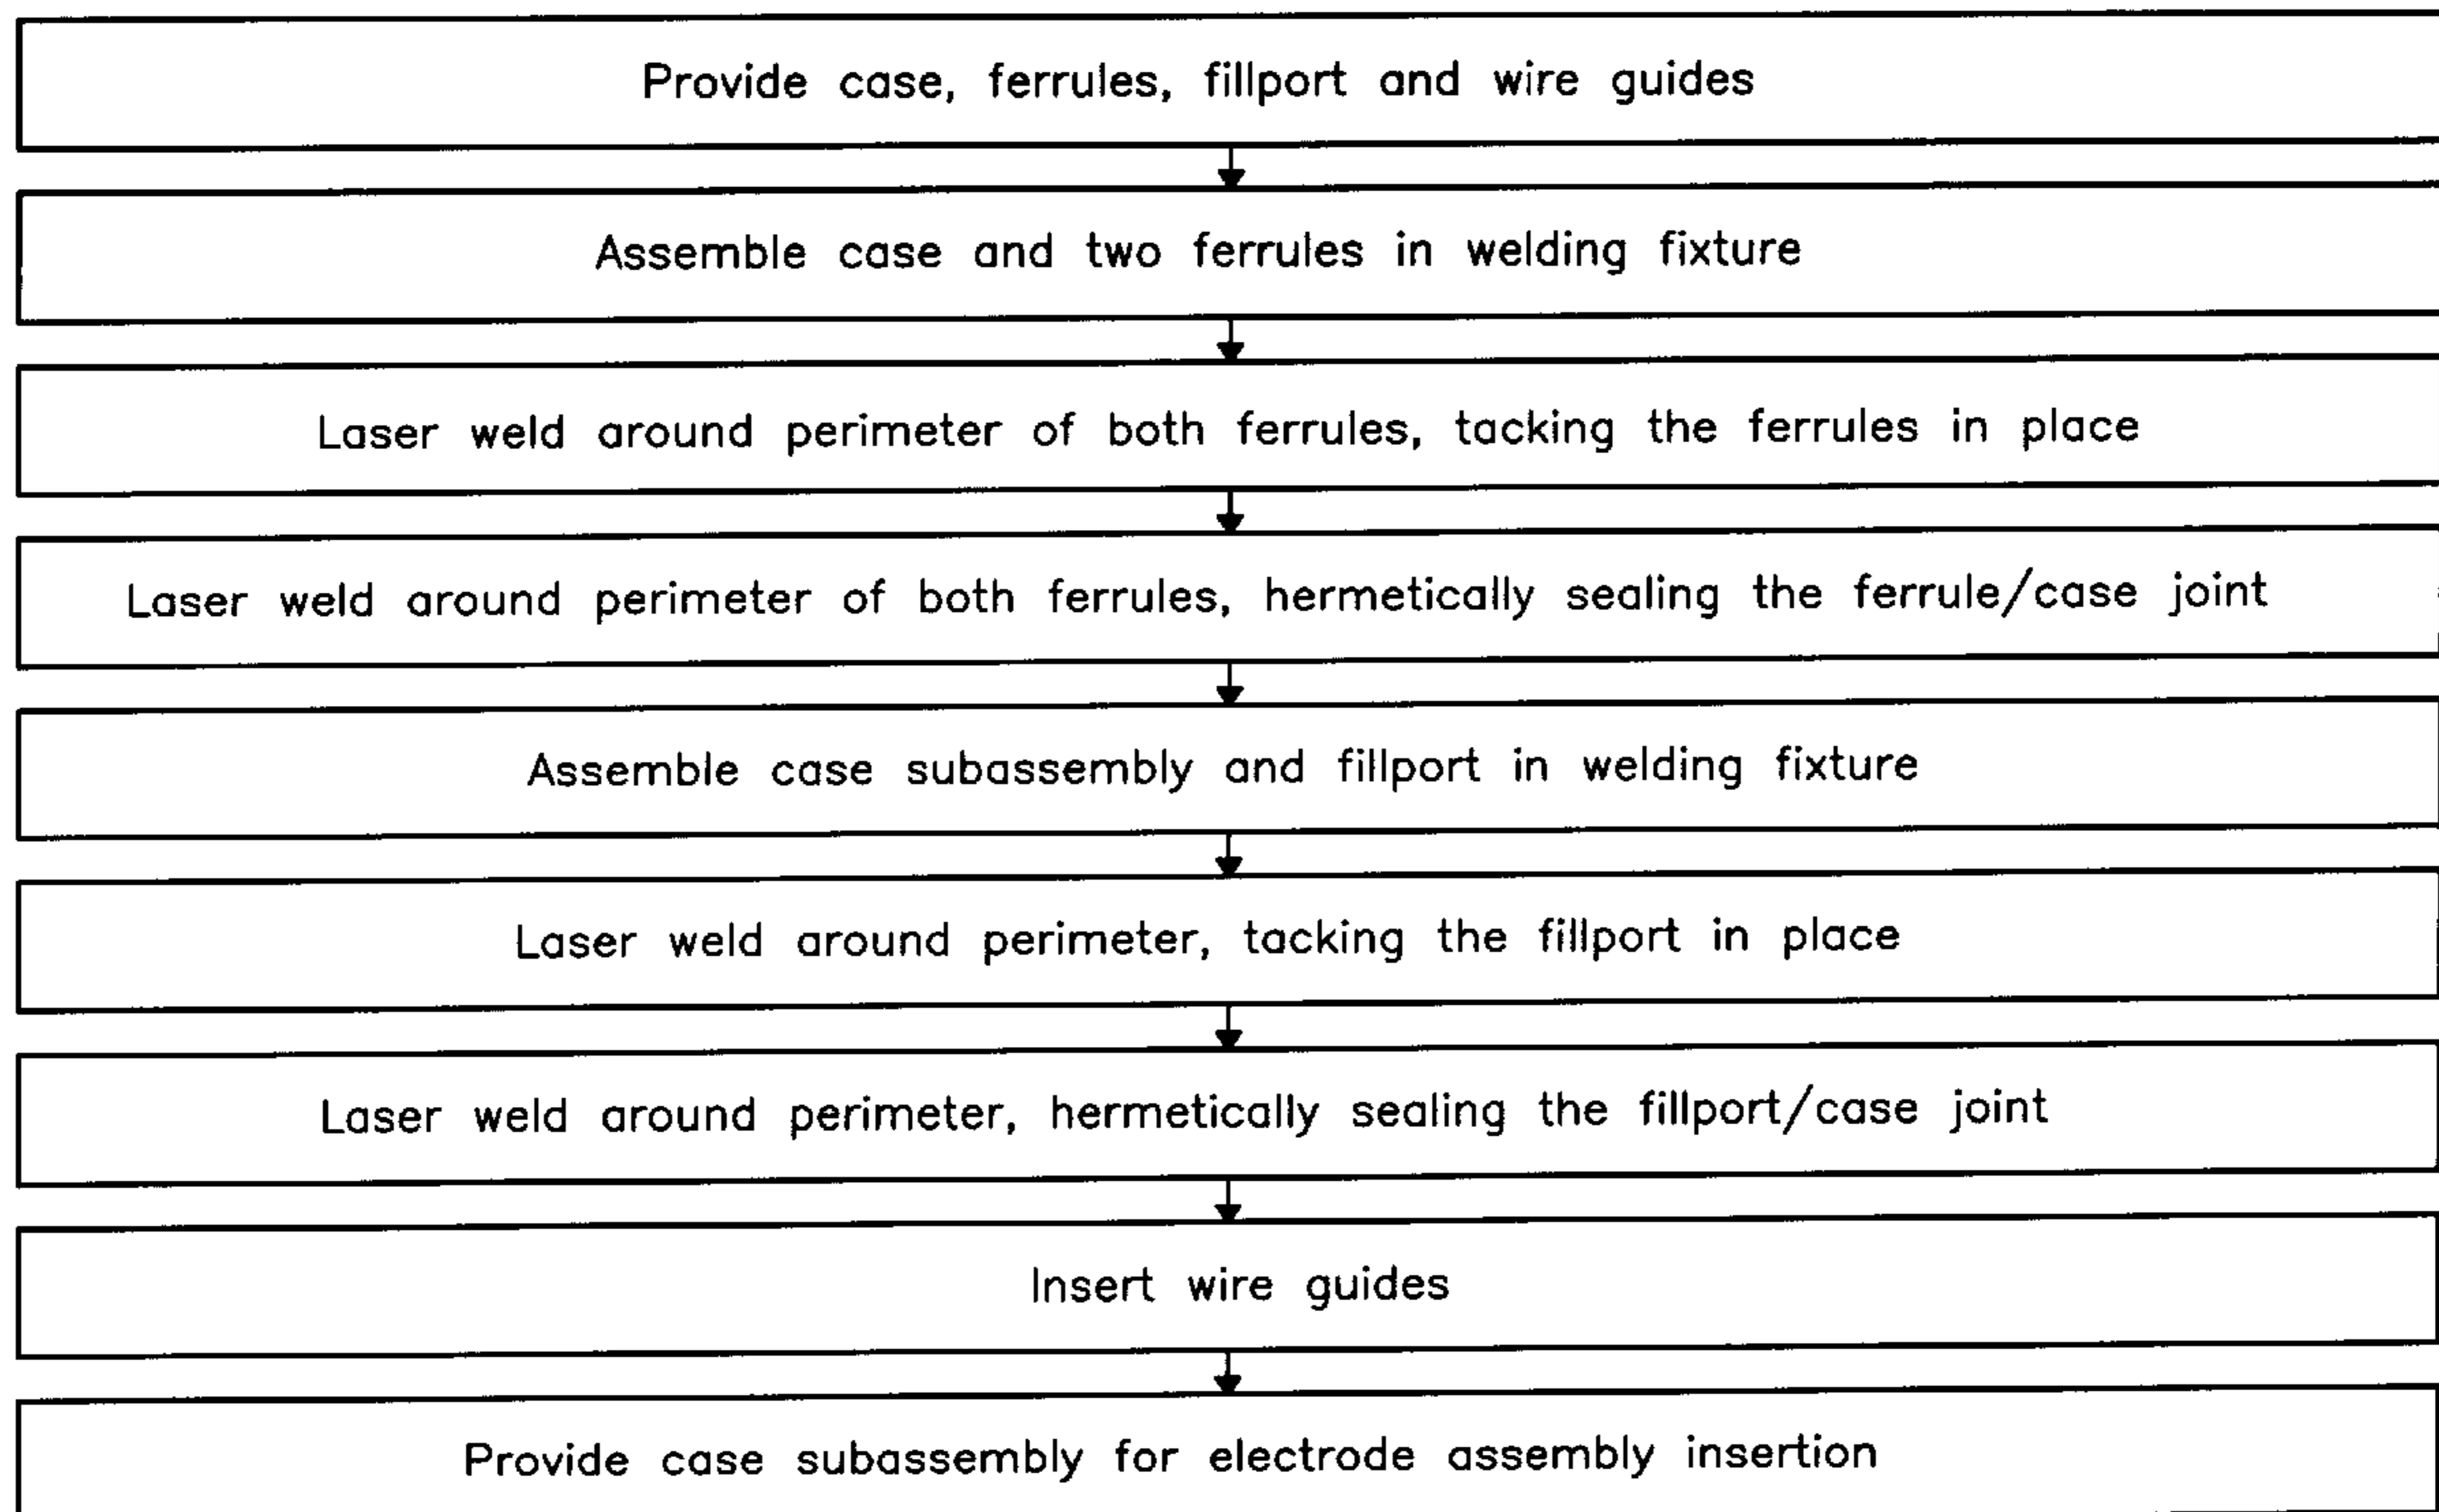 Provide case, ferrules, fillport and wire guides
Assemble case and two ferrules in welding fixture
Laser weld around perimeter of both ferrules, tacking the ferrules in place
Laser weld around perimeter of both ferrules, hermetically sealing the ferrule/case joint
Assemble case subassembly and fillport in welding fixture
Laser weld around perimeter, tacking the fillport in place
Laser weld around perimeter, hermetically sealing the fillport/case joint
Insert wire guides
Provide case subassembly for electrode assembly insertion